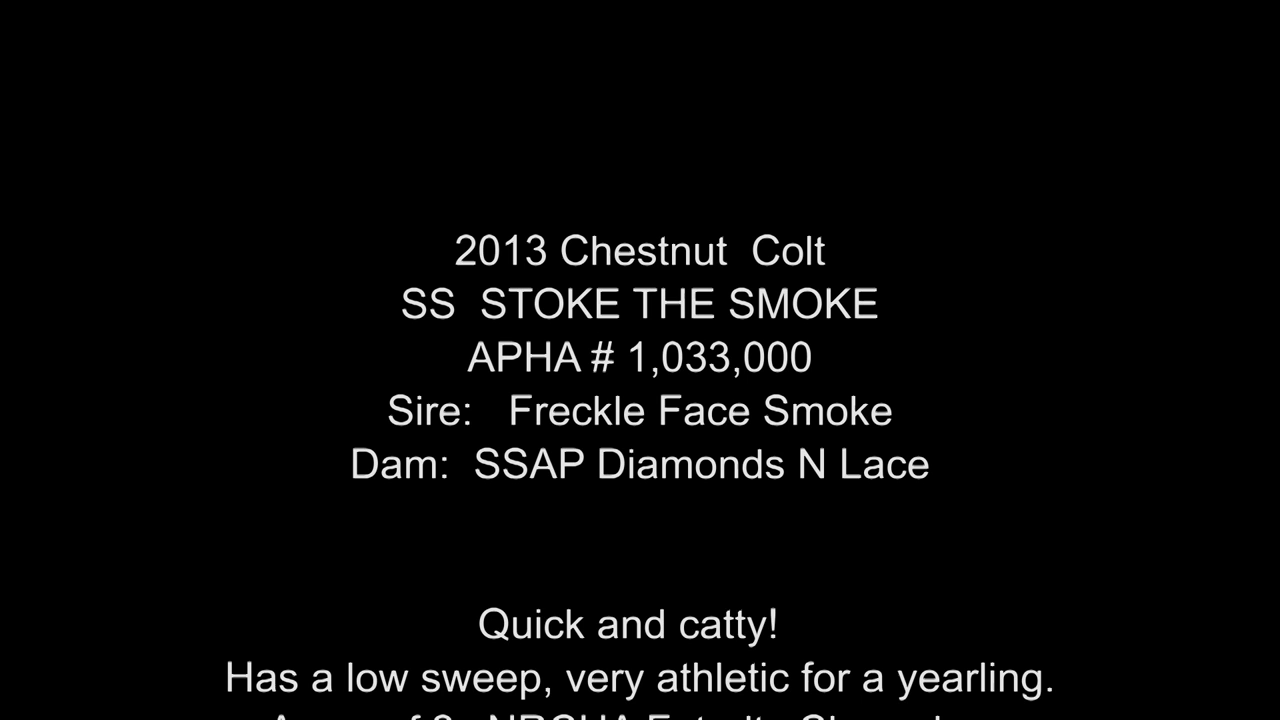 2013 Chestnut  Colt
SS  STOKE THE SMOKE
APHA # 1,033,000
Sire:   Freckle Face Smoke
Dam:  SSAP Diamonds N Lace
Quick and catty!
Has a low sweep, very athletic for a yearling.